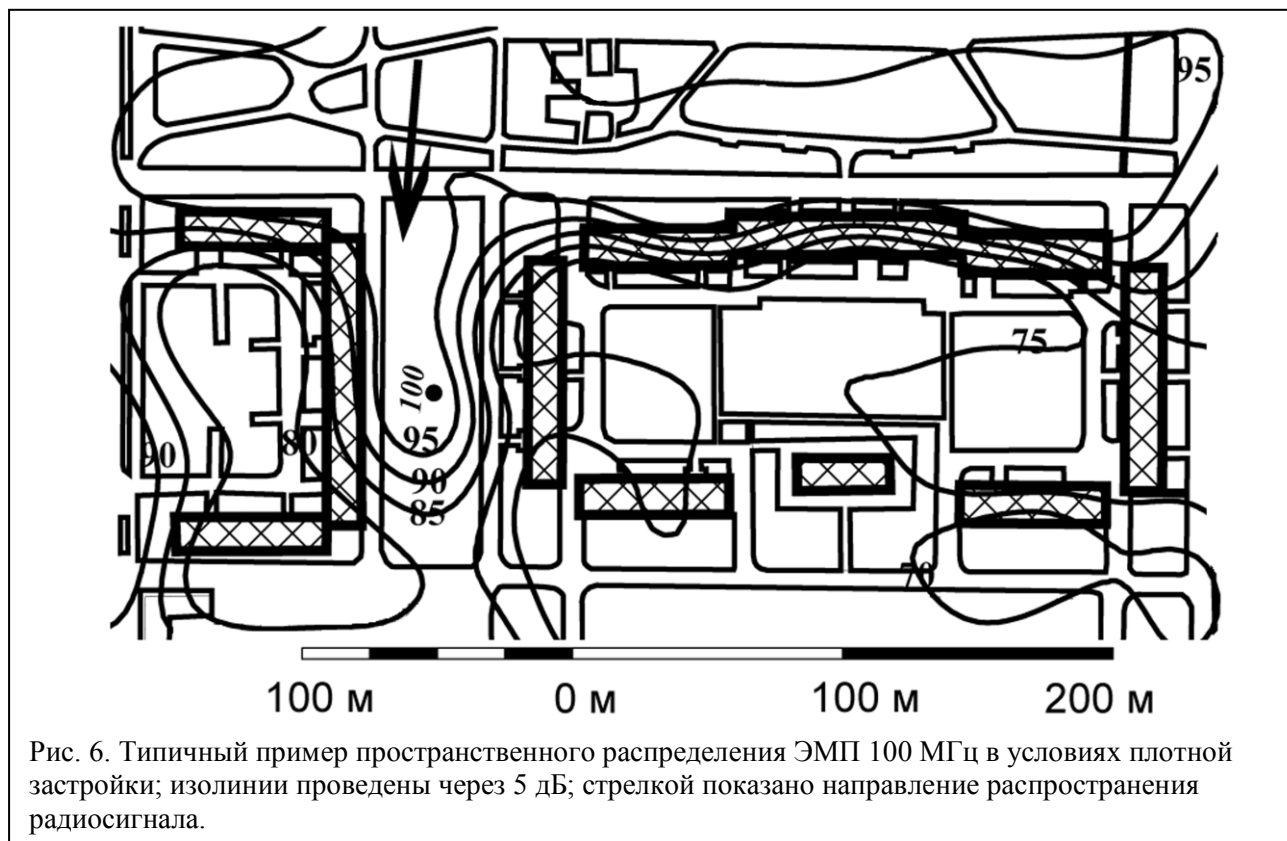 95
75
100
95
90
85
80
90
70
100 м 0 м 100 м 200 м
Рис. 6. Типичный пример пространственного распределения ЭМП 100 МГц в условиях плотной
застройки; изолинии проведены через 5 дБ; стрелкой показано направление распространения
радиосигнала.